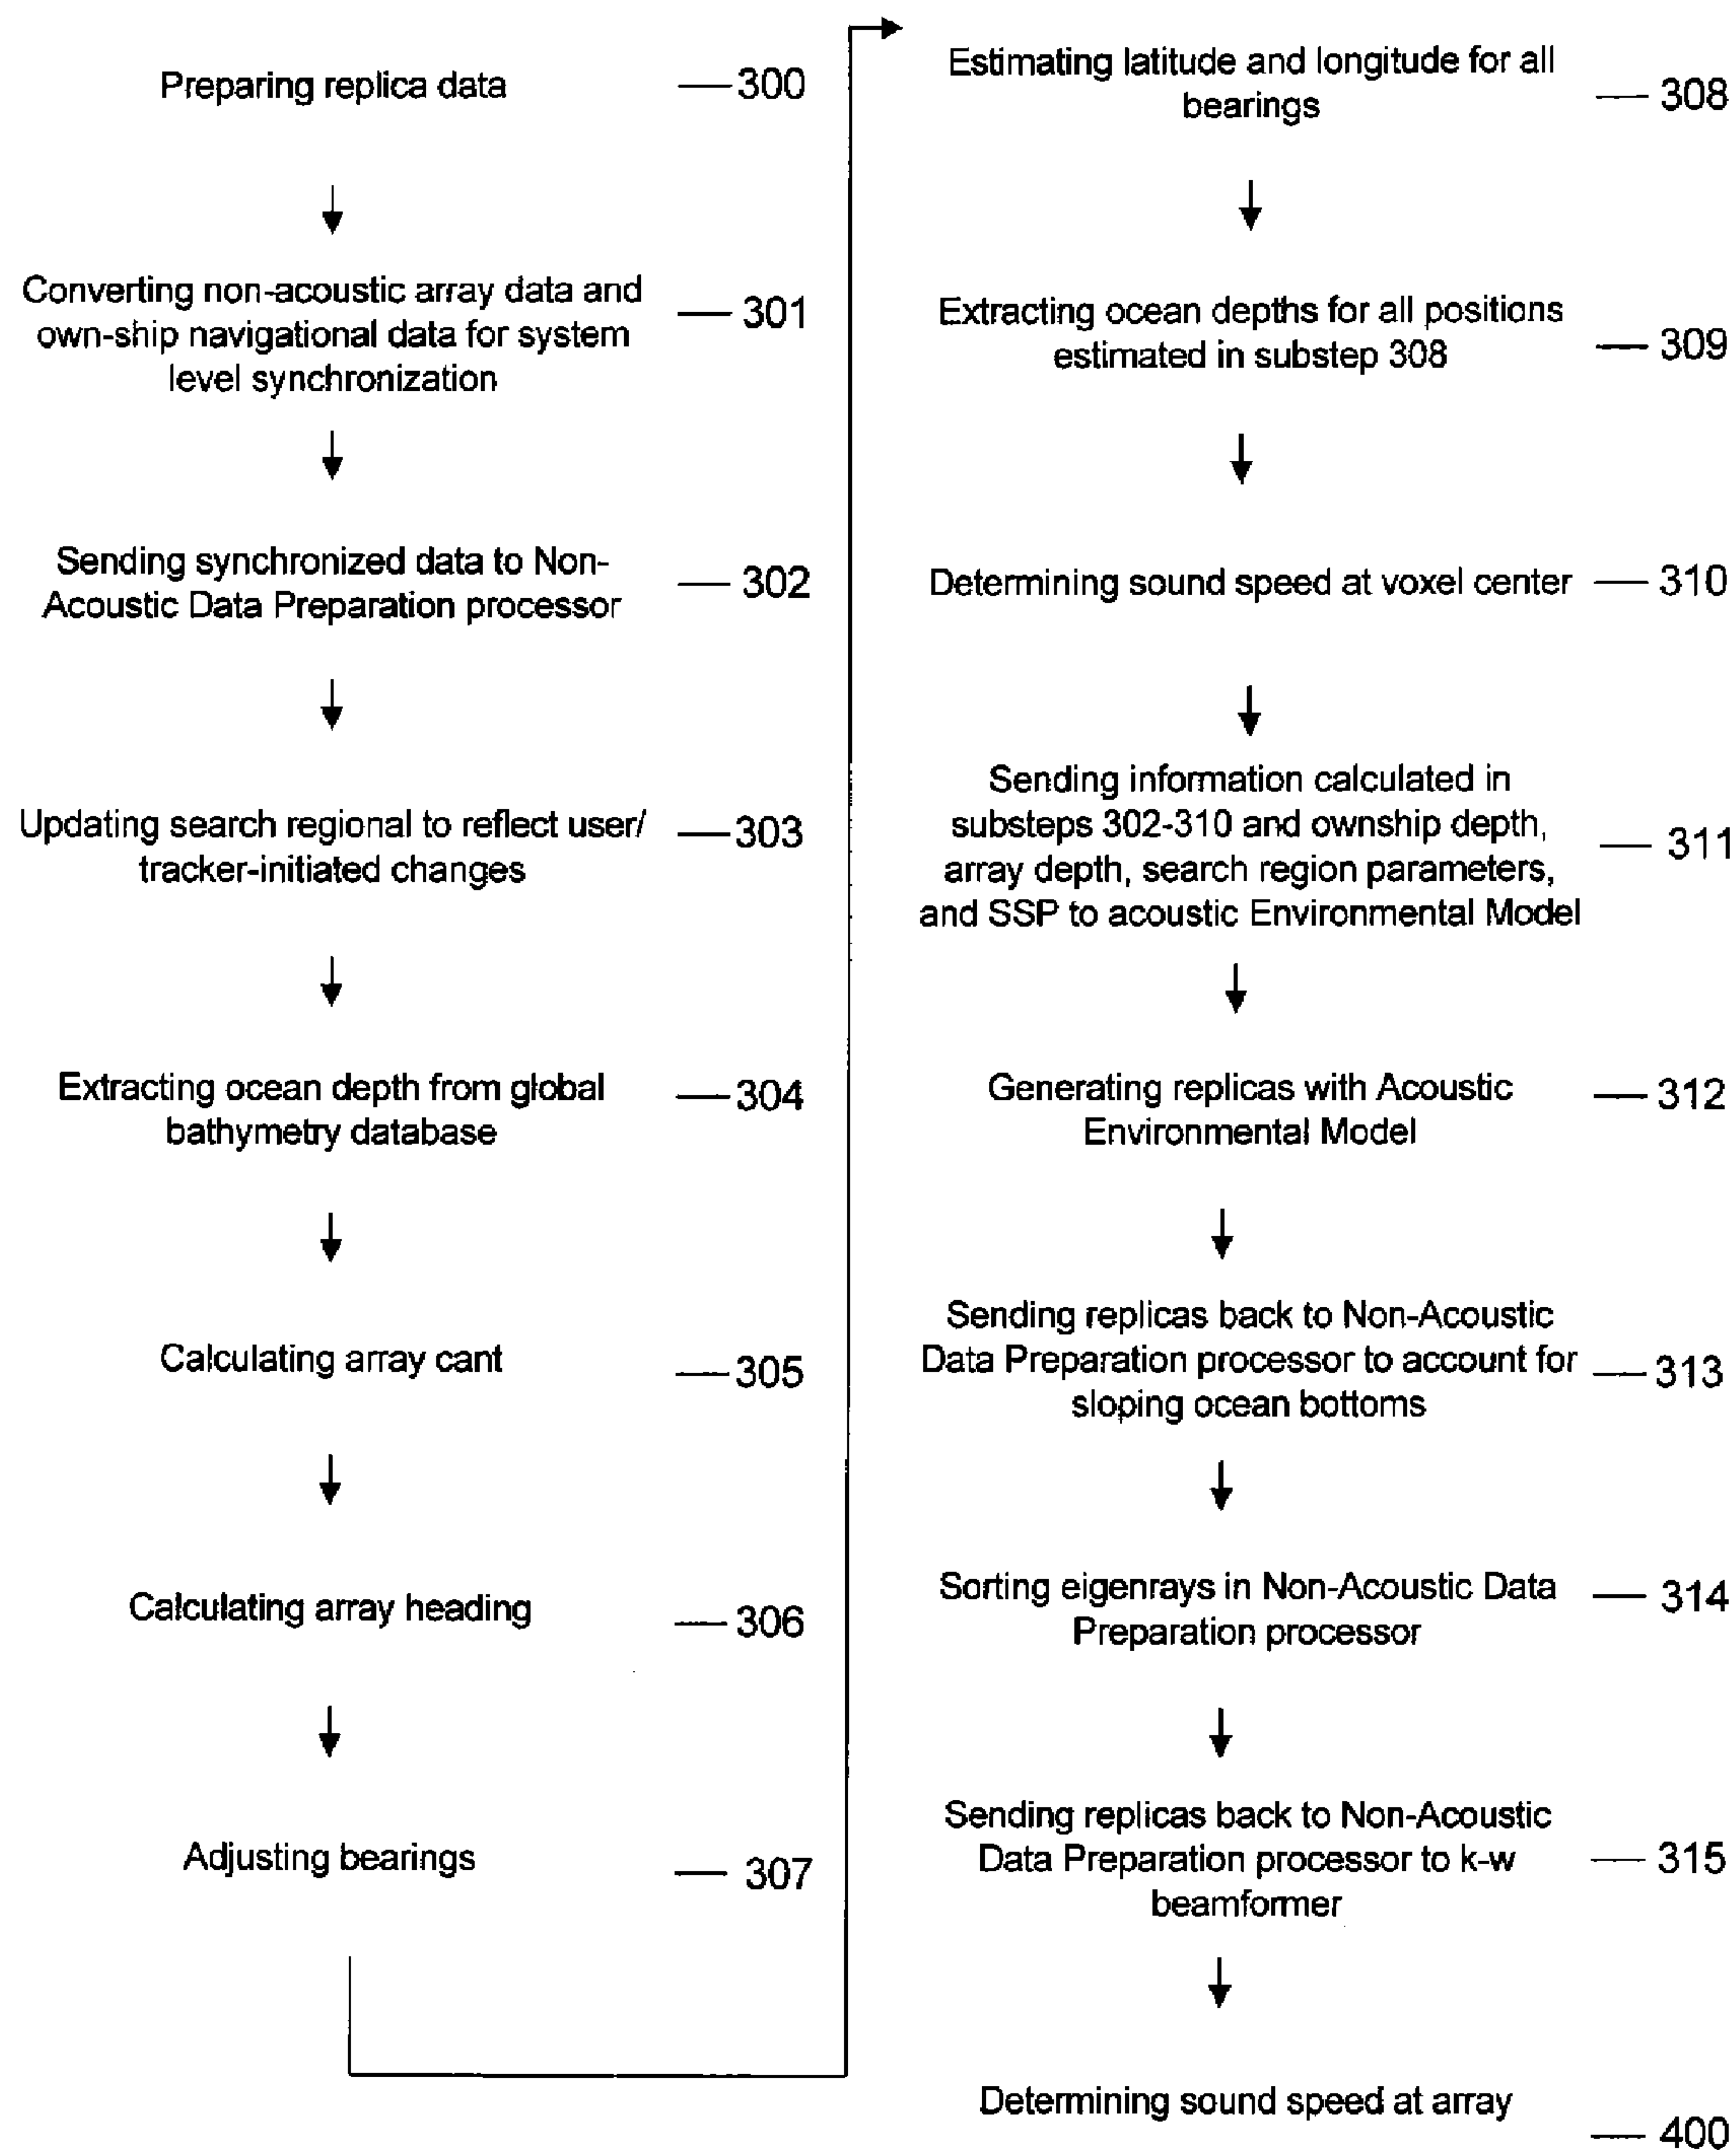 Preparing replica data
300
Converting non-acoustic array data and
own-ship navigational data for system
level synchronization
301
Sending synchronized data to Non-
Acoustic Data Preparation processor
302
Updating search regional to reflect user/
tracker-initiated changes
303
Extracting ocean depth from global
bathymetry database
304
Calculating array cant
305
Calculating array heading
306
Adjusting bearings
307
Estimating latitude and longitude for all
bearings
308
Extracting ocean depths for all positions
estimated in substep 308
309
Determining sound speed at voxel center
310
Sending information calculated in
substeps 302-310 and ownship depth,
array depth, search region parameters,
and SSP to acoustic Environmental Model
311
Generating replicas with Acoustic
Environmental Model
312
Sending replicas back to Non-Acoustic
Data Preparation processor to account for
sloping ocean bottoms
313
Sorting eigenrays in Non-Acoustic Data
Preparation processor
314
Sending replicas back to Non-Acoustic
Data Preparation processor to k-w
beamformer
315
Determining sound speed at array
400